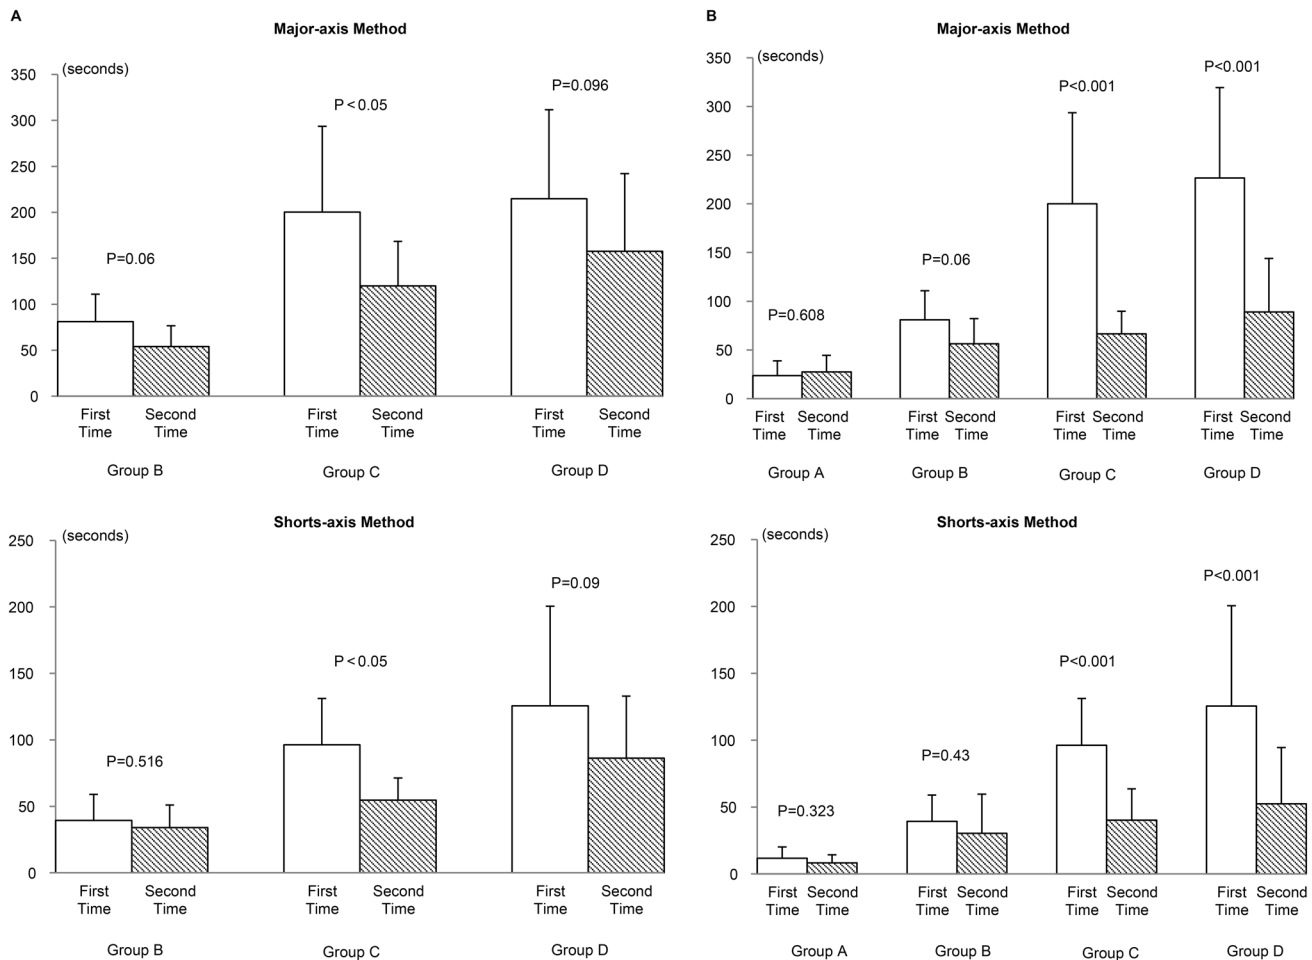 A
Major-axis Method
(seconds)
350
300
250
200
150
100
50
0
P=0.06
P<0.05
P=0.096
First Time
Second Time
First Time
Second Time
First Time
Second Time
Group B
Group C
Group D
Shorts-axis Method
(seconds)
250
200
150
100
50
0
P=0.516
P<0.05
P=0.09
First Time
Second Time
First Time
Second Time
First Time
Second Time
Group B
Group C
Group D
B
Major-axis Method
(seconds)
350
300
250
200
150
100
50
0
P=0.608
P=0.06
P<0.001
P<0.001
First Time
Second Time
First Time
Second Time
First Time
Second Time
First Time
Second Time
Group A
Group B
Group C
Group D
Shorts-axis Method
(seconds)
250
200
150
100
50
0
P=0.323
P=0.43
P<0.001
P<0.001
First Time
Second Time
First Time
Second Time
First Time
Second Time
First Time
Second Time
Group A
Group B
Group C
Group D